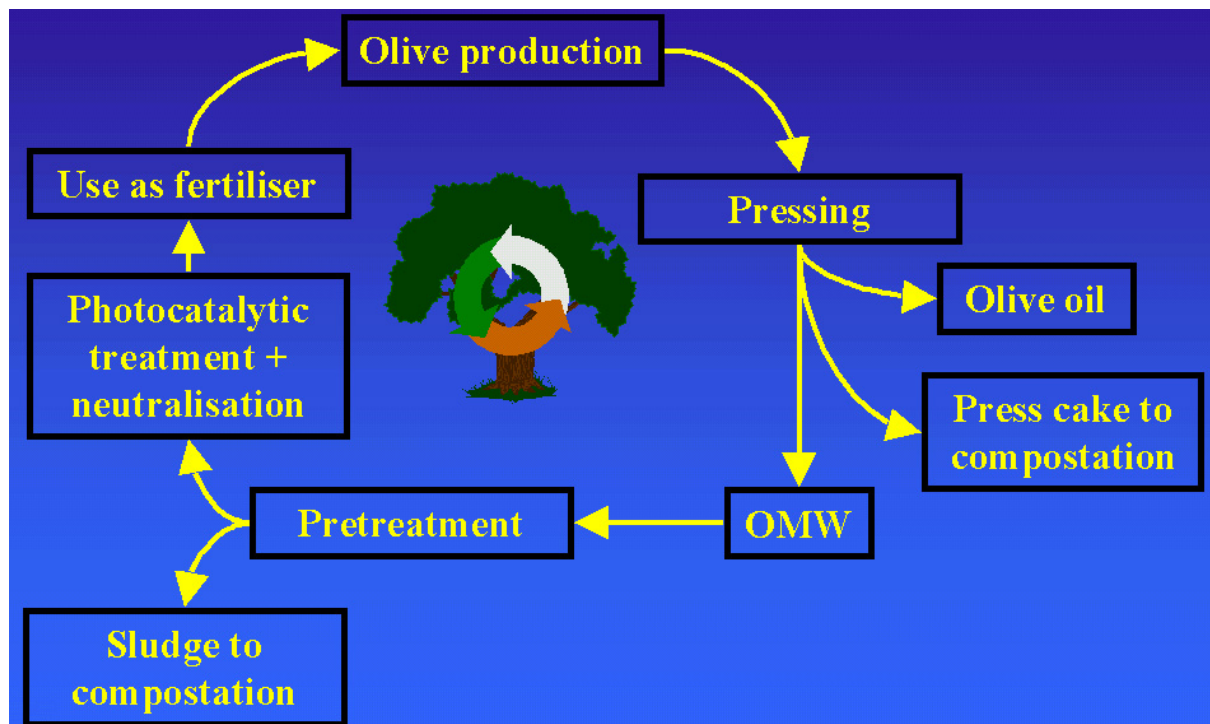 Olive production
Use as fertiliser
Pressing
Photocatalytic
treatment +
neutralisation
Olive oil
Press cake to
compostation
Pretreatment
OMW
Sludge to
compostation